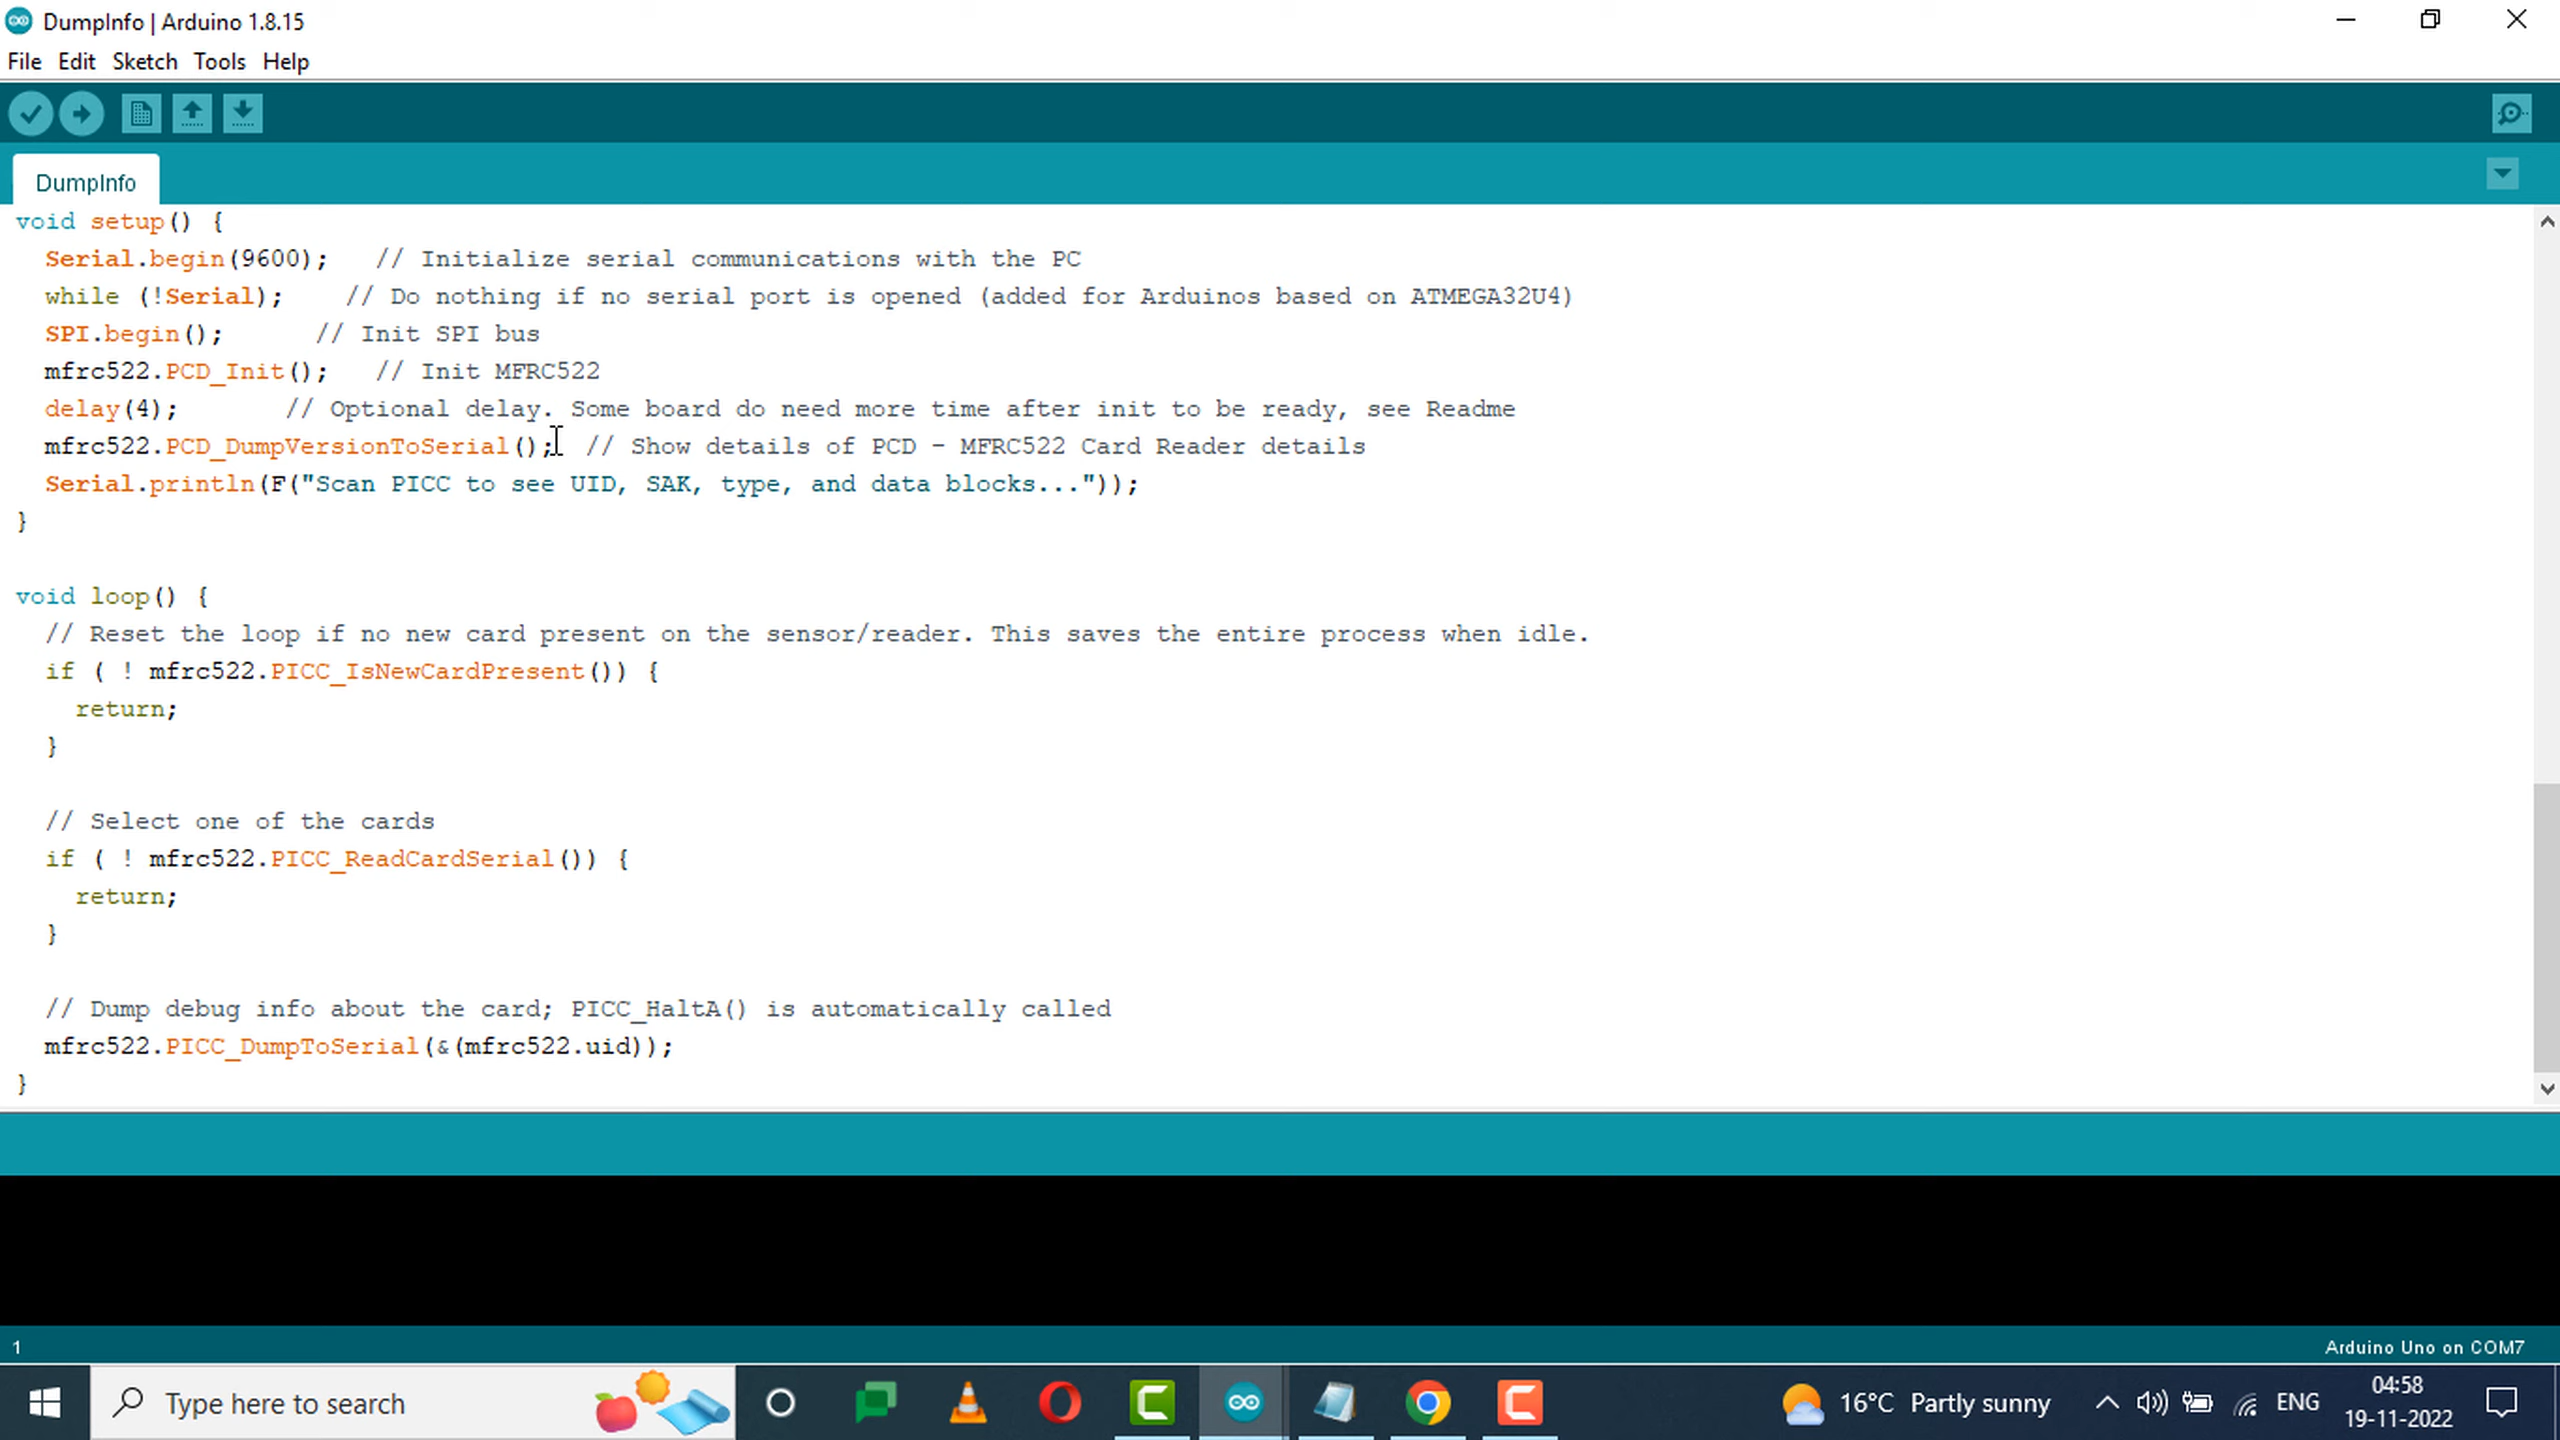 DumpInfo | Arduino 1.8.15
File Edit Sketch Tools Help
DumpInfo
void setup() {
  Serial.begin(9600);   // Initialize serial communications with the PC
  while (!Serial);    // Do nothing if no serial port is opened (added for Arduinos based on ATMEGA32U4)
  SPI.begin();      // Init SPI bus
  mfrc522.PCD_Init();   // Init MFRC522
  delay(4);       // Optional delay. Some board do need more time after init to be ready, see Readme
  mfrc522.PCD_DumpVersionToSerial();  // Show details of PCD - MFRC522 Card Reader details
  Serial.println(F("Scan PICC to see UID, SAK, type, and data blocks..."));
}
void loop() {
  // Reset the loop if no new card present on the sensor/reader. This saves the entire process when idle.
  if ( ! mfrc522.PICC_IsNewCardPresent()) {
    return;
  }
  // Select one of the cards
  if ( ! mfrc522.PICC_ReadCardSerial()) {
    return;
  }
  // Dump debug info about the card; PICC_HaltA() is automatically called
  mfrc522.PICC_DumpToSerial(&(mfrc522.uid));
}
1
Arduino Uno on COM7
Type here to search
16°C Partly sunny
ENG
04:58
19-11-2022